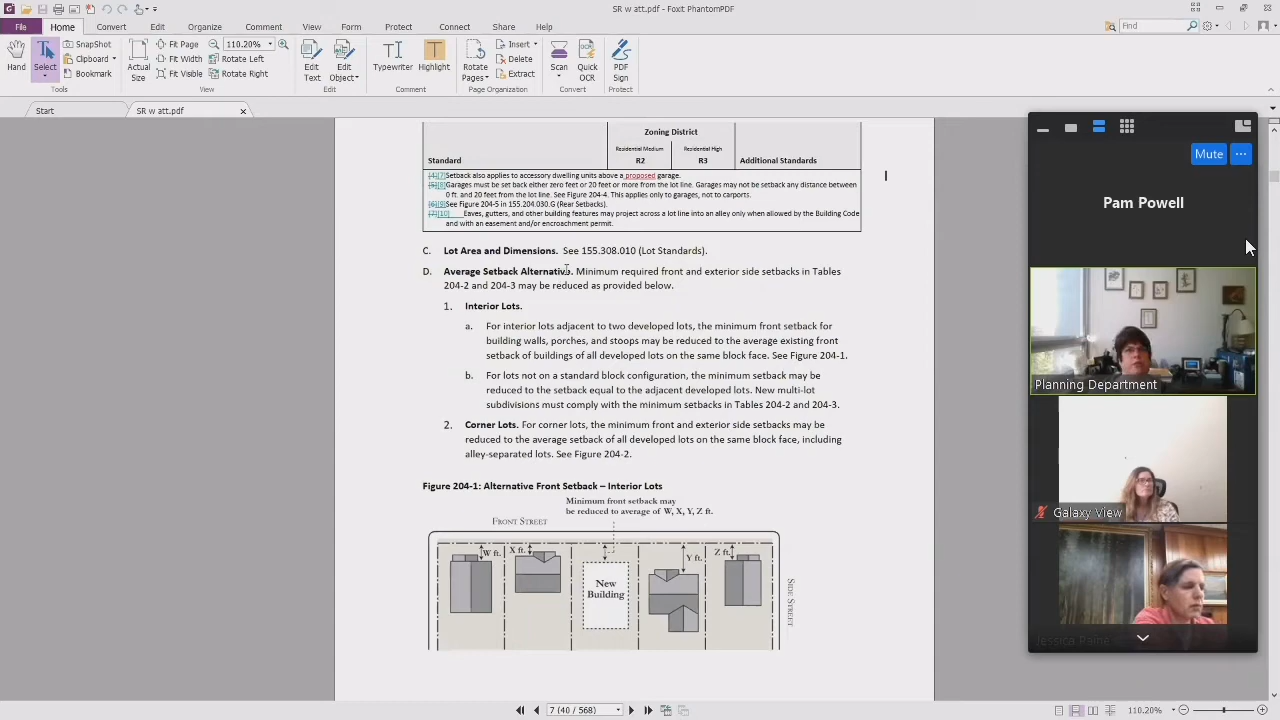 SR w att.pdf - Foxit PhantomPDF
File Home Convert Edit Comment View Form Protect Connect Share Help Find
SnapShot
Clipboard
Bookmark
Hand Select
Tools
Actual Size
Fit Page
Fit Width
Fit Visible
110.20%
Rotate Left
Rotate Right
View
Edit Text
Edit Object
Edit
Typewriter Highlight
Comment
Rotate Pages
Insert
Delete
Extract
Page Organization
Scan Quick OCR
Convert
PDF Sign
Protect
Start SR w att.pdf
Zoning District
Residential Medium Residential High
Standard R2 R3 Additional Standards
[4][7]Setback also applies to accessory dwelling units above a proposed garage.
[5][8]Garages must be set back either zero feet or 20 feet or more from the lot line. Garages may not be setback any distance between
0 ft. and 20 feet from the lot line. See Figure 204-4. This applies only to garages, not to carports.
[6][9]See Figure 204-5 in 155.204.030.G (Rear Setbacks).
[7][10] Eaves, gutters, and other building features may project across a lot line into an alley only when allowed by the Building Code
and with an easement and/or encroachment permit.
C. Lot Area and Dimensions. See 155.308.010 (Lot Standards).
D. Average Setback Alternative. Minimum required front and exterior side setbacks in Tables
204-2 and 204-3 may be reduced as provided below.
1. Interior Lots.
a. For interior lots adjacent to two developed lots, the minimum front setback for
building walls, porches, and stoops may be reduced to the average existing front
setback of buildings of all developed lots on the same block face. See Figure 204-1.
b. For lots not on a standard block configuration, the minimum setback may be
reduced to the setback equal to the adjacent developed lots. New multi-lot
subdivisions must comply with the minimum setbacks in Tables 204-2 and 204-3.
2. Corner Lots. For corner lots, the minimum front and exterior side setbacks may be
reduced to the average setback of all developed lots on the same block face, including
alley-separated lots. See Figure 204-2.
Figure 204-1: Alternative Front Setback – Interior Lots
Minimum front setback may
be reduced to average of W, X, Y, Z ft.
FRONT STREET
W ft. X ft. Y ft. Z ft.
New
Building
SIDE STREET
Mute
Pam Powell
Planning Department
Galaxy View
7 (40 / 568)
110.20%